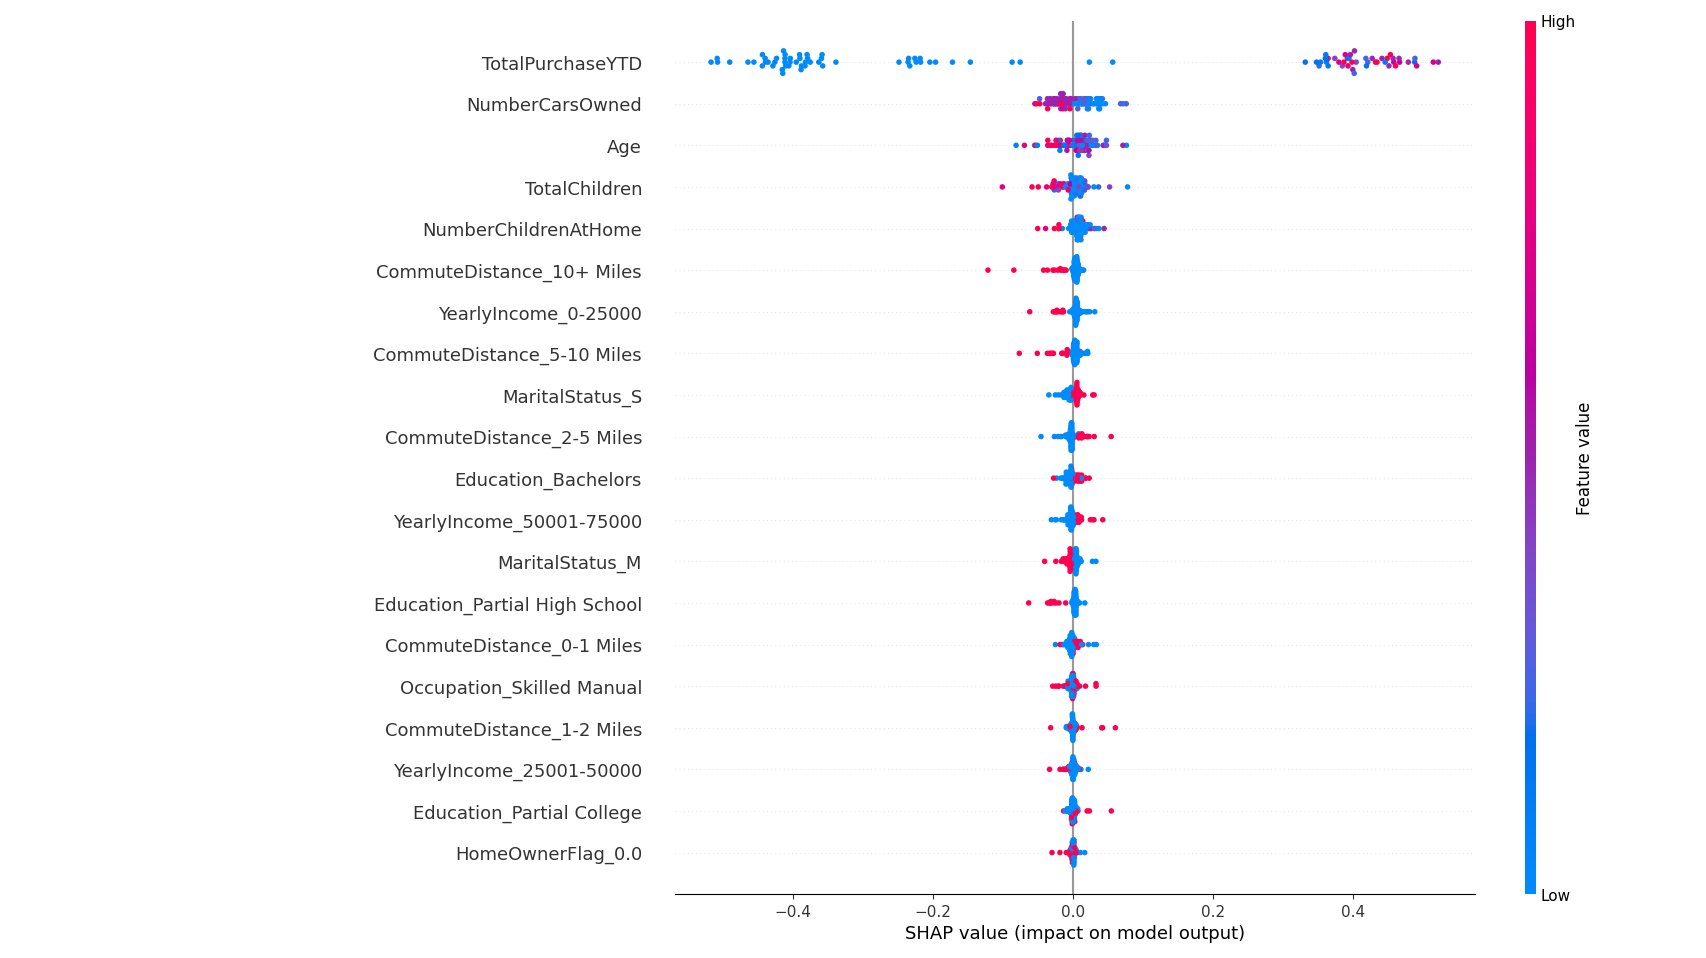 High
TotalPurchaseYTD
NumberCarsOwned
Age
TotalChildren
NumberChildrenAtHome
CommuteDistance_10+ Miles
YearlyIncome_0-25000
CommuteDistance_5-10 Miles
MaritalStatus_S
CommuteDistance_2-5 Miles
Education_Bachelors
YearlyIncome_50001-75000
MaritalStatus_M
Education_Partial High School
CommuteDistance_0-1 Miles
Occupation_Skilled Manual
CommuteDistance_1-2 Miles
YearlyIncome_25001-50000
Education_Partial College
HomeOwnerFlag_0.0
Feature value
Low
−0.4 −0.2 0.0 0.2 0.4
SHAP value (impact on model output)